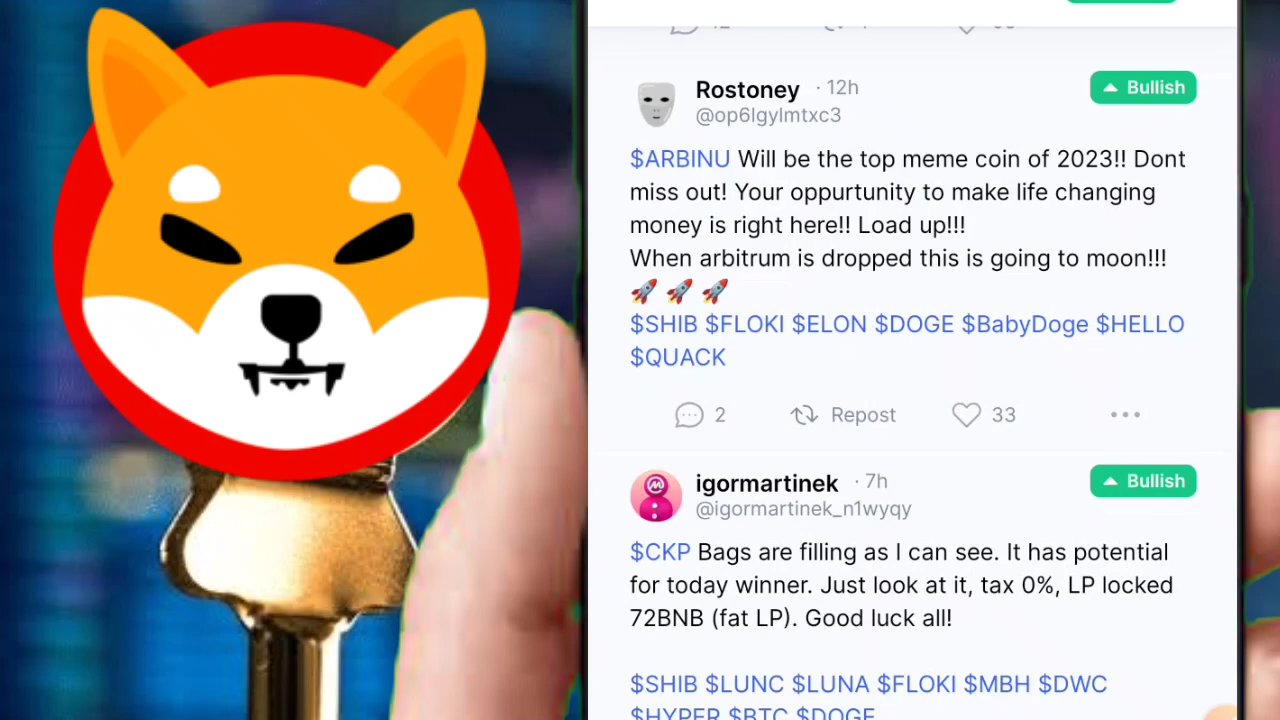 Rostoney · 12h
Bullish
@op6lgylmtxc3
$ARBINU Will be the top meme coin of 2023!! Dont
miss out! Your oppurtunity to make life changing
money is right here!! Load up!!!
When arbitrum is dropped this is going to moon!!!
🚀 🚀 🚀
$SHIB $FLOKI $ELON $DOGE $BabyDoge $HELLO
$QUACK
2 Repost 33
igormartinek · 7h
Bullish
@igormartinek_n1wyqy
$CKP Bags are filling as I can see. It has potential
for today winner. Just look at it, tax 0%, LP locked
72BNB (fat LP). Good luck all!
$SHIB $LUNC $LUNA $FLOKI $MBH $DWC
$HYPER $BTC $DOGE